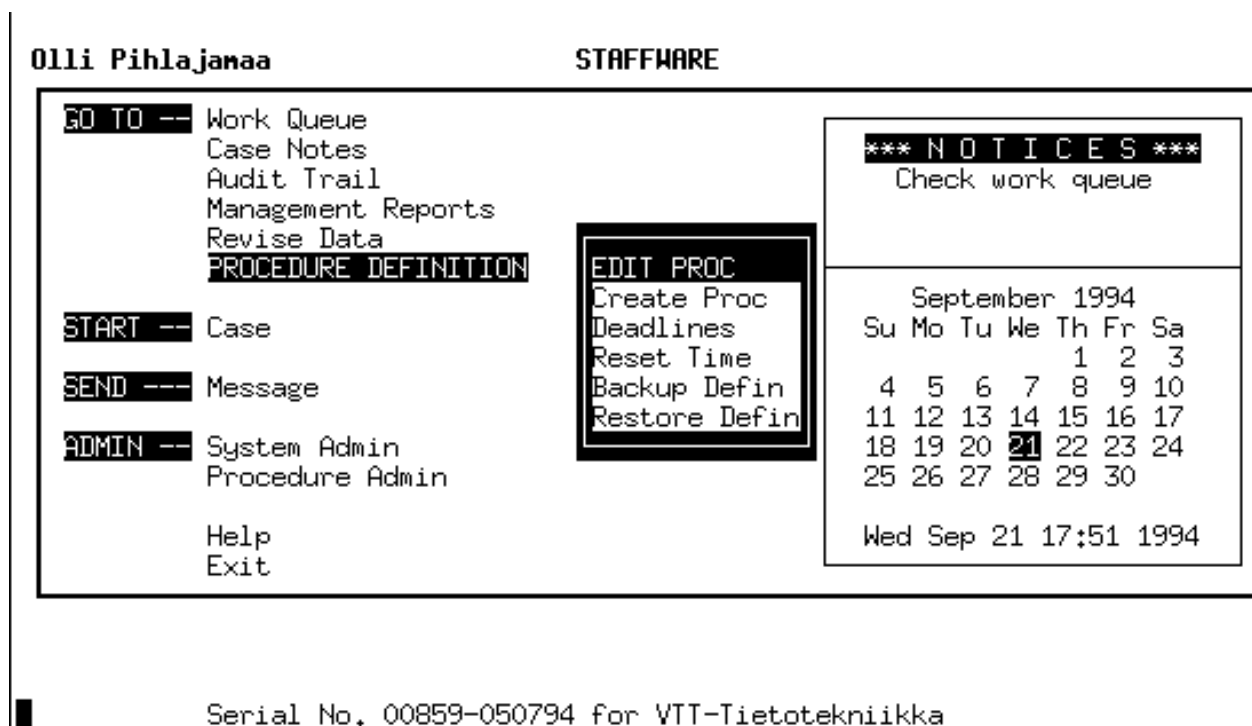 Olli Pihlajamaa STAFFWARE
GO TO -- Work Queue
Case Notes
Audit Trail
Management Reports
Revise Data
PROCEDURE DEFINITION
START -- Case
SEND --- Message
ADMIN -- System Admin
Procedure Admin
Help
Exit
EDIT PROC
Create Proc
Deadlines
Reset Time
Backup Defin
Restore Defin
*** N O T I C E S ***
Check work queue
September 1994
Su Mo Tu We Th Fr Sa
1 2 3
4 5 6 7 8 9 10
11 12 13 14 15 16 17
18 19 20 21 22 23 24
25 26 27 28 29 30
Wed Sep 21 17:51 1994
Serial No. 00859-050794 for VTT-Tietotekniikka